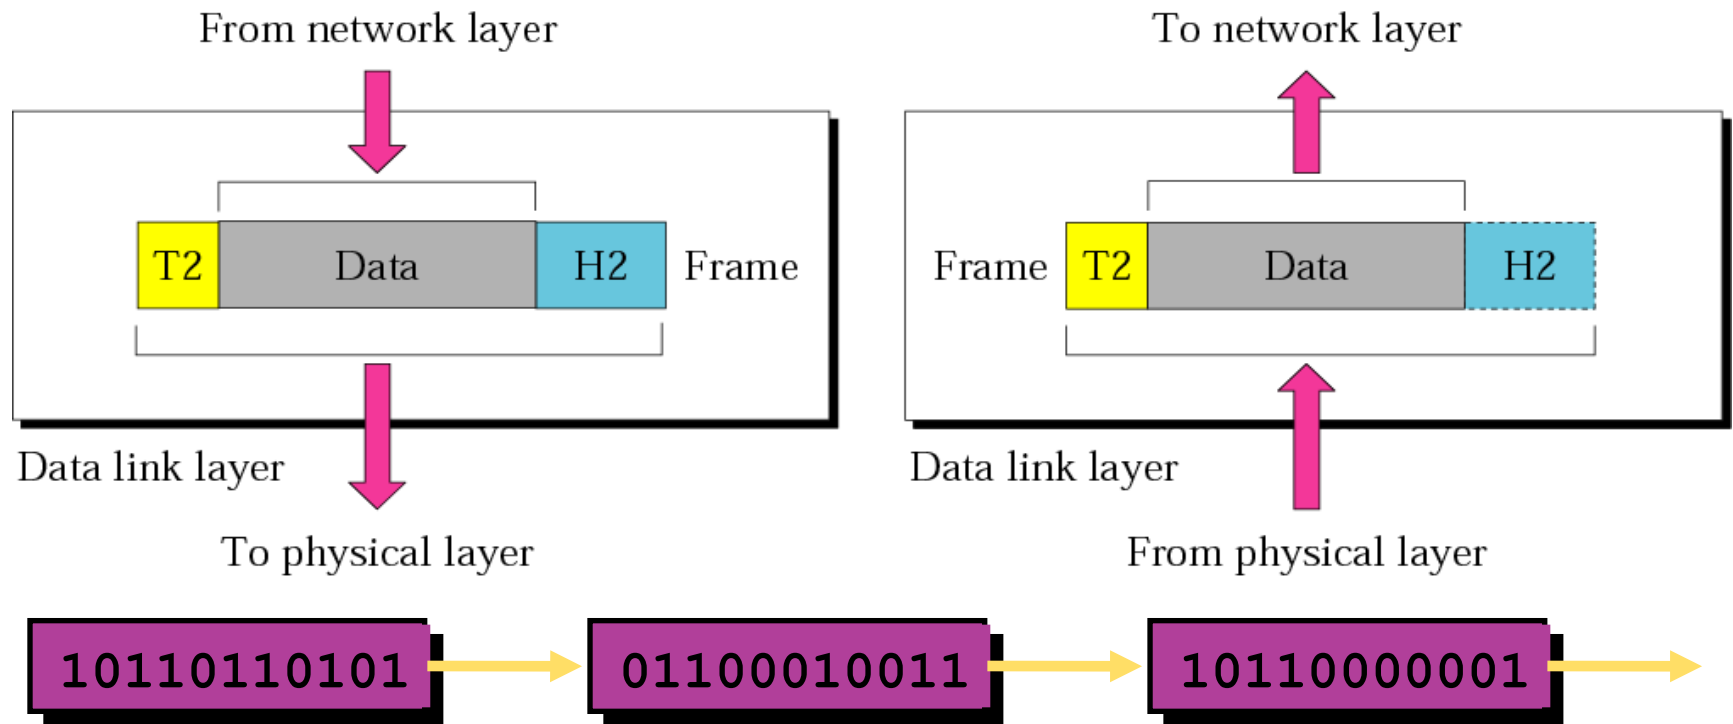 From network layer
To network layer
T2 Data H2 Frame
Frame T2 Data H2
Data link layer
Data link layer
To physical layer
From physical layer
10110110101
01100010011
10110000001